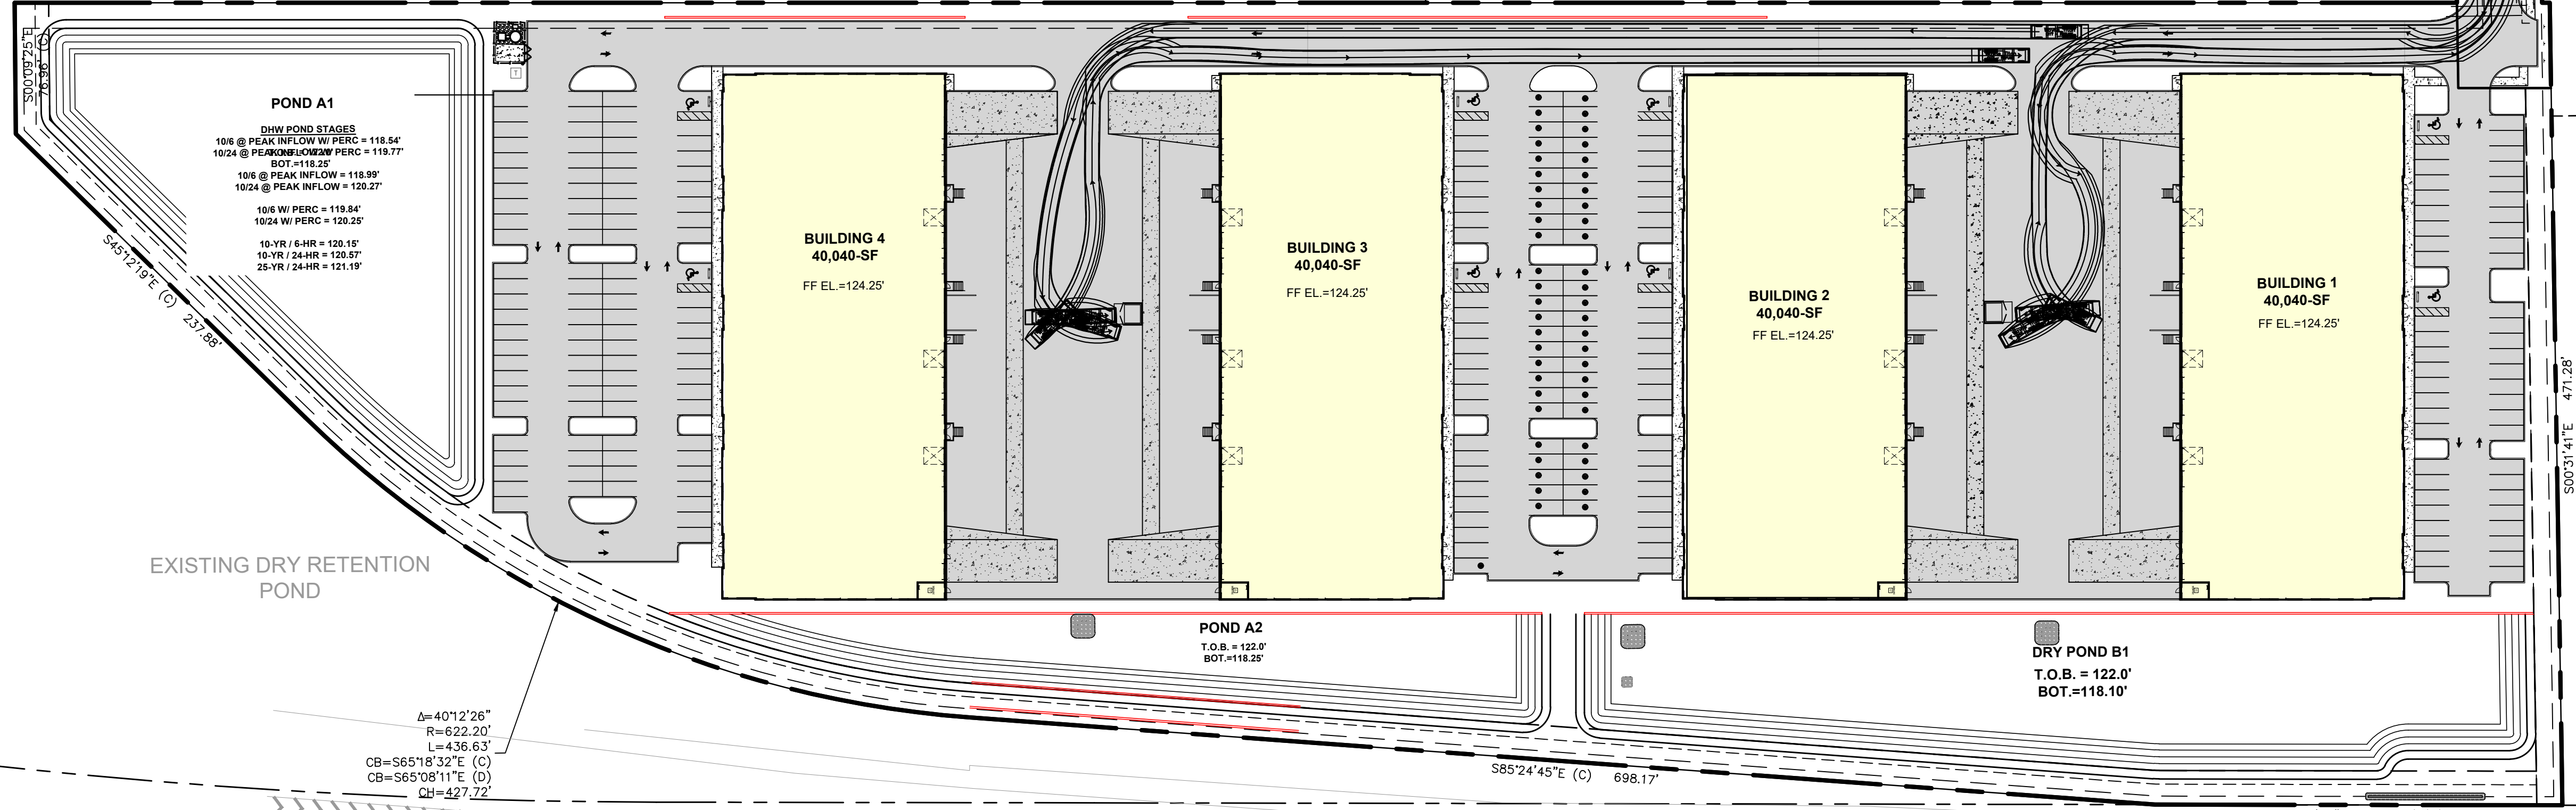 S00°09'25"E
76.96' (C)
POND A1
DHW POND STAGES
10/6 @ PEAK INFLOW W/ PERC = 118.54'
10/24 @ PEAK INFLOW W/ PERC = 119.77'
BOT.=118.25'
10/6 @ PEAK INFLOW = 118.99'
10/24 @ PEAK INFLOW = 120.27'
10/6 W/ PERC = 119.84'
10/24 W/ PERC = 120.25'
10-YR / 6-HR = 120.15'
10-YR / 24-HR = 120.57'
25-YR / 24-HR = 121.19'
S45°12'19"E (C)
237.88'
T
BUILDING 4
40,040-SF
FF EL.=124.25'
BUILDING 3
40,040-SF
FF EL.=124.25'
BUILDING 2
40,040-SF
FF EL.=124.25'
BUILDING 1
40,040-SF
FF EL.=124.25'
S00°31'41"E
471.28'
EXISTING DRY RETENTION
POND
POND A2
T.O.B. = 122.0'
BOT.=118.25'
DRY POND B1
T.O.B. = 122.0'
BOT.=118.10'
Δ=40°12'26"
R=622.20'
L=436.63'
CB=S65°18'32"E (C)
CB=S65°08'11"E (D)
CH=427.72'
S85°24'45"E (C)
698.17'